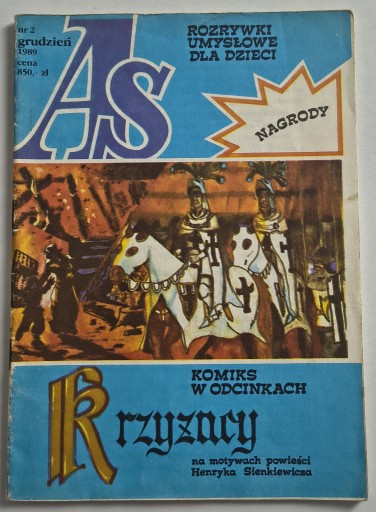 nr 2
grudzień
1989
cena
850,- zł
AS
ROZRYWKI
UMYSŁOWE
DLA DZIECI
NAGRODY
KOMIKS
W ODCINKACH
Krzyżacy
na motywach powieści
Henryka Sienkiewicza